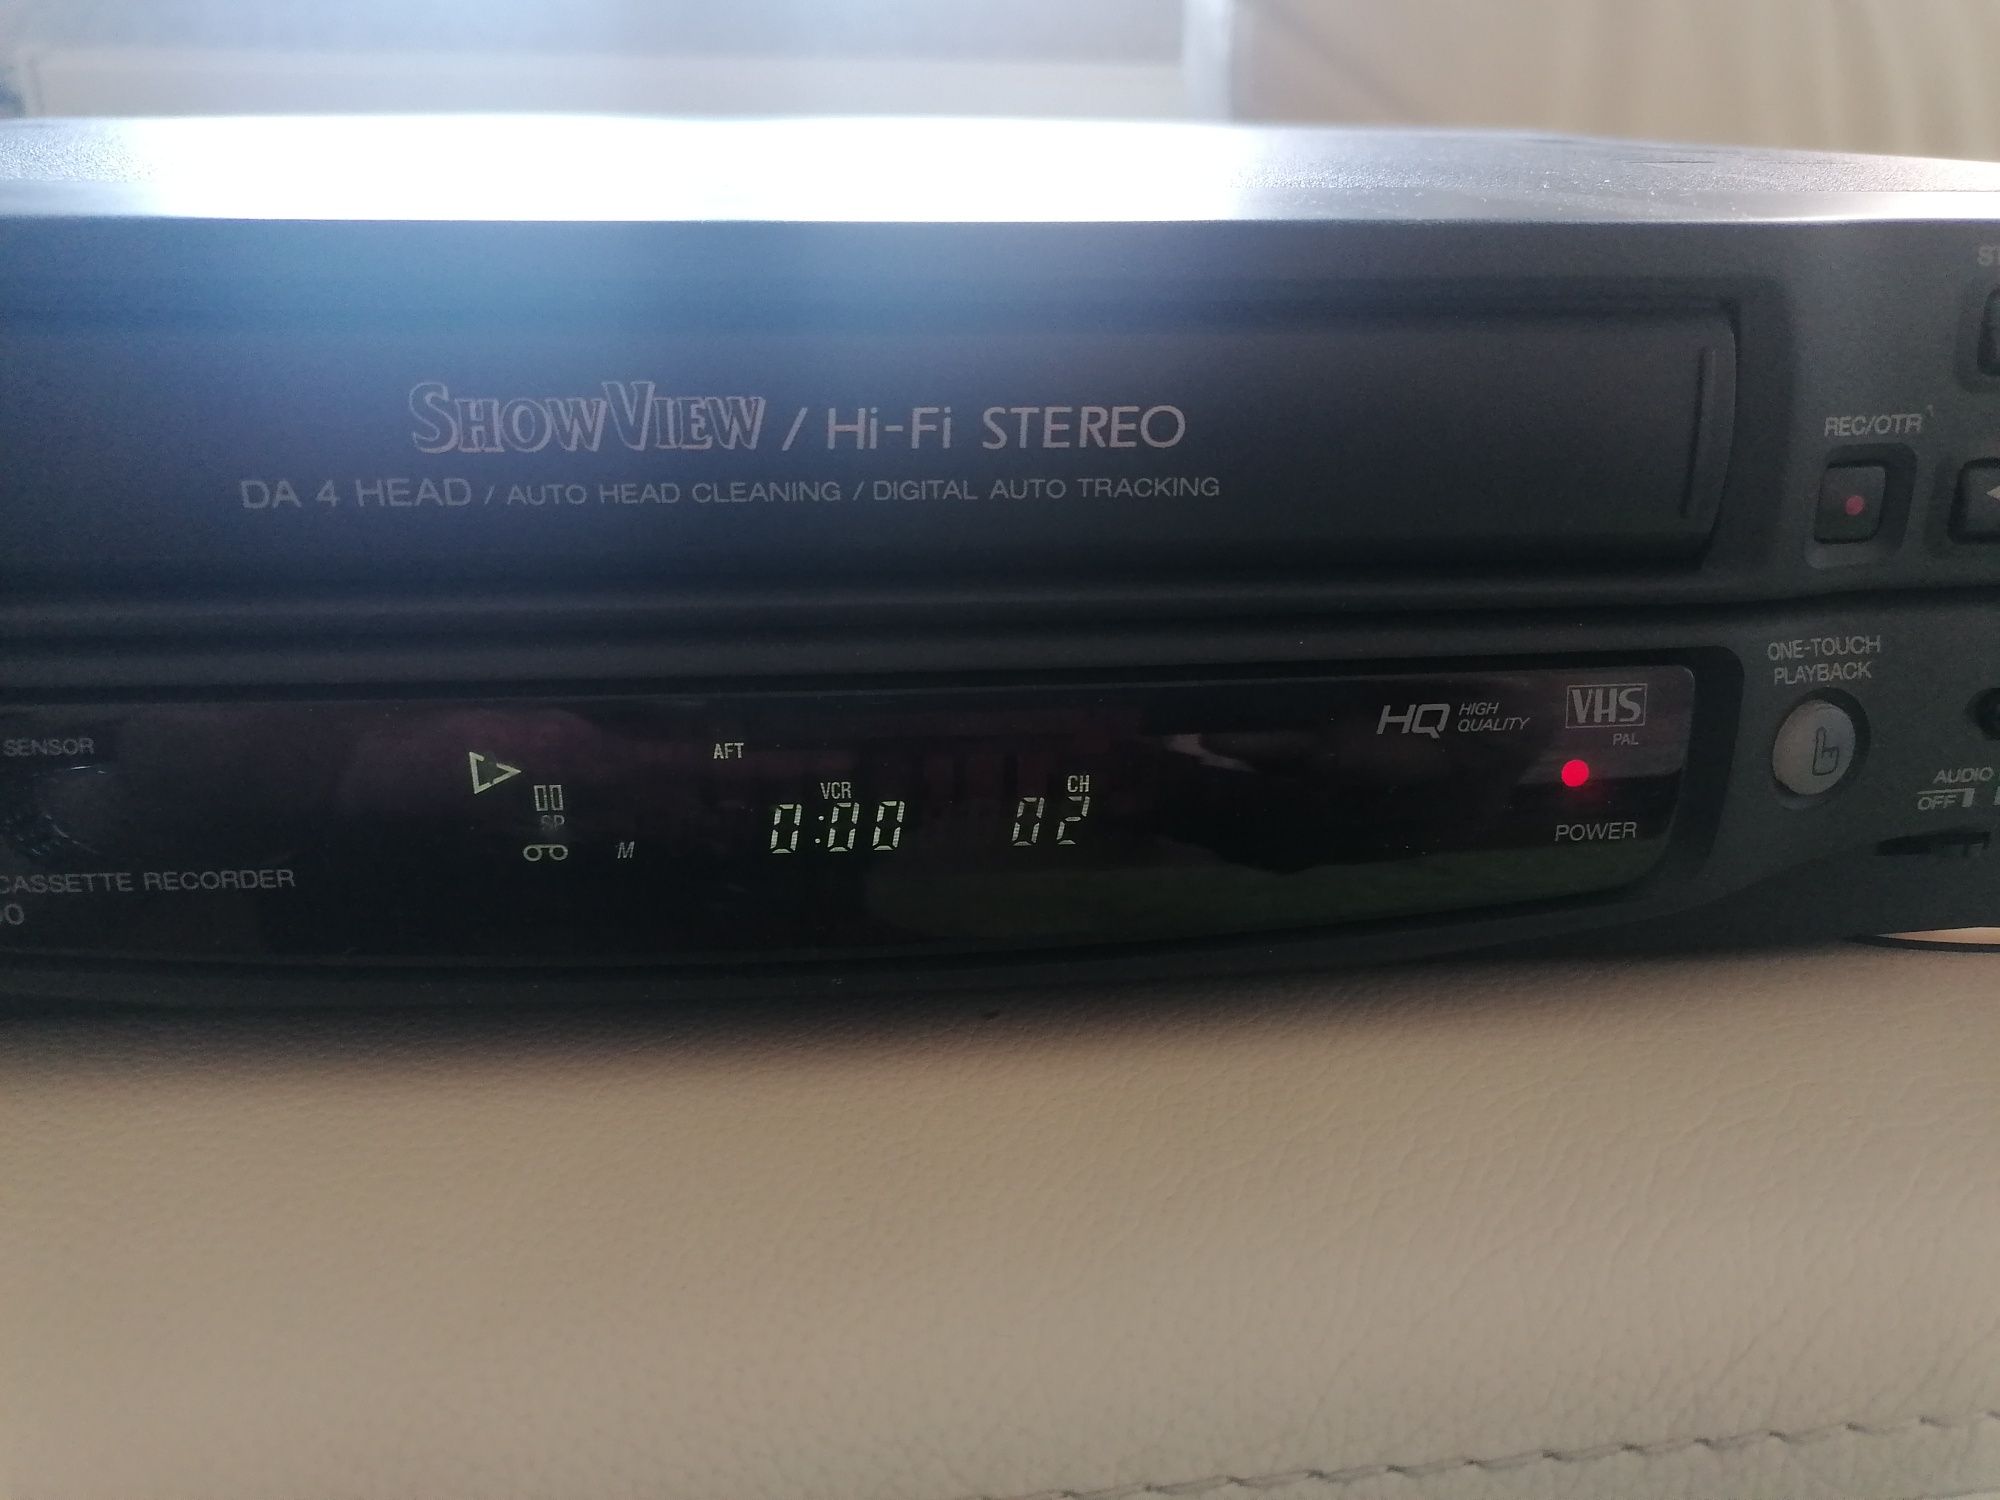 SHOWVIEW / Hi-Fi STEREO
DA 4 HEAD / AUTO HEAD CLEANING / DIGITAL AUTO TRACKING
REC/OTR
ONE-TOUCH
PLAYBACK
HQ HIGH QUALITY
VHS
PAL
SENSOR
AFT
VCR
CH
SP
M
0:00
02
POWER
AUDIO
OFF
CASSETTE RECORDER